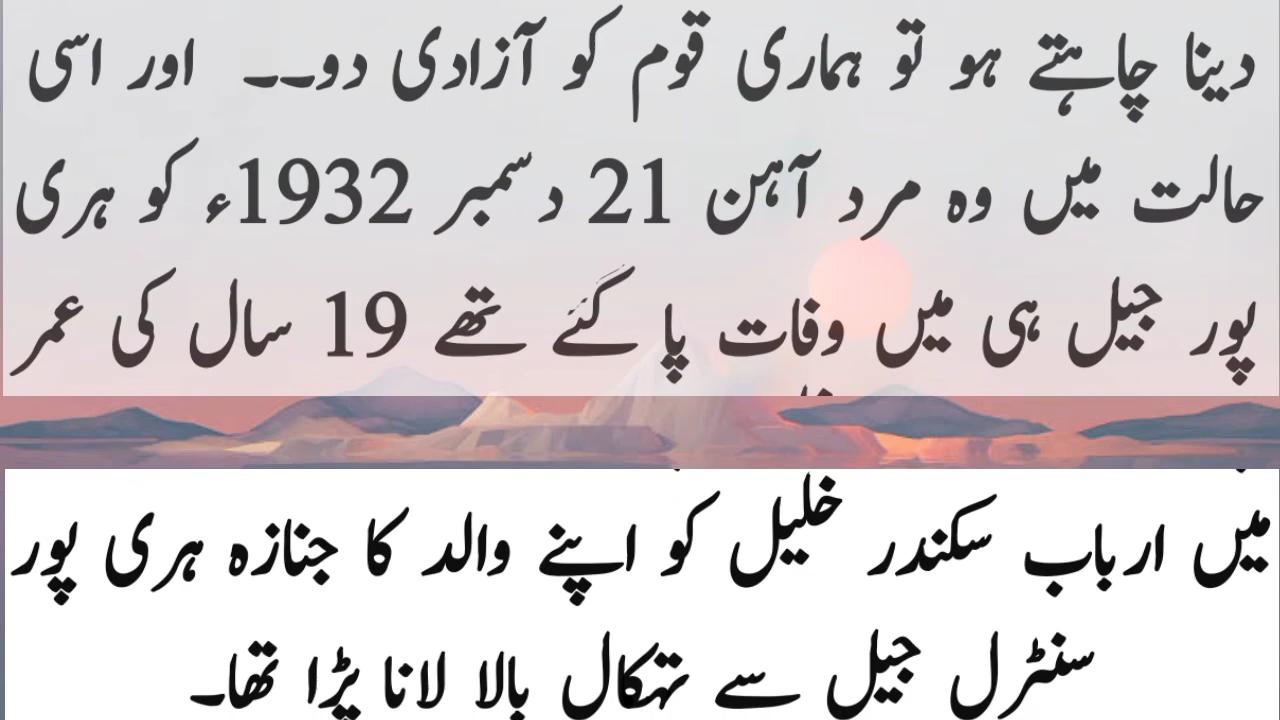 دینا چاہتے ہو تو ہماری قوم کو آزادی دو۔۔ اور اسی
حالت میں وہ مرد آہن 21 دسمبر 1932ء کو ہری
پور جیل ہی میں وفات پا گئے تھے 19 سال کی عمر
میں ارباب سکندر خلیل کو اپنے والد کا جنازہ ہری پور
سنٹرل جیل سے تہکال بالا لانا پڑا تھا۔